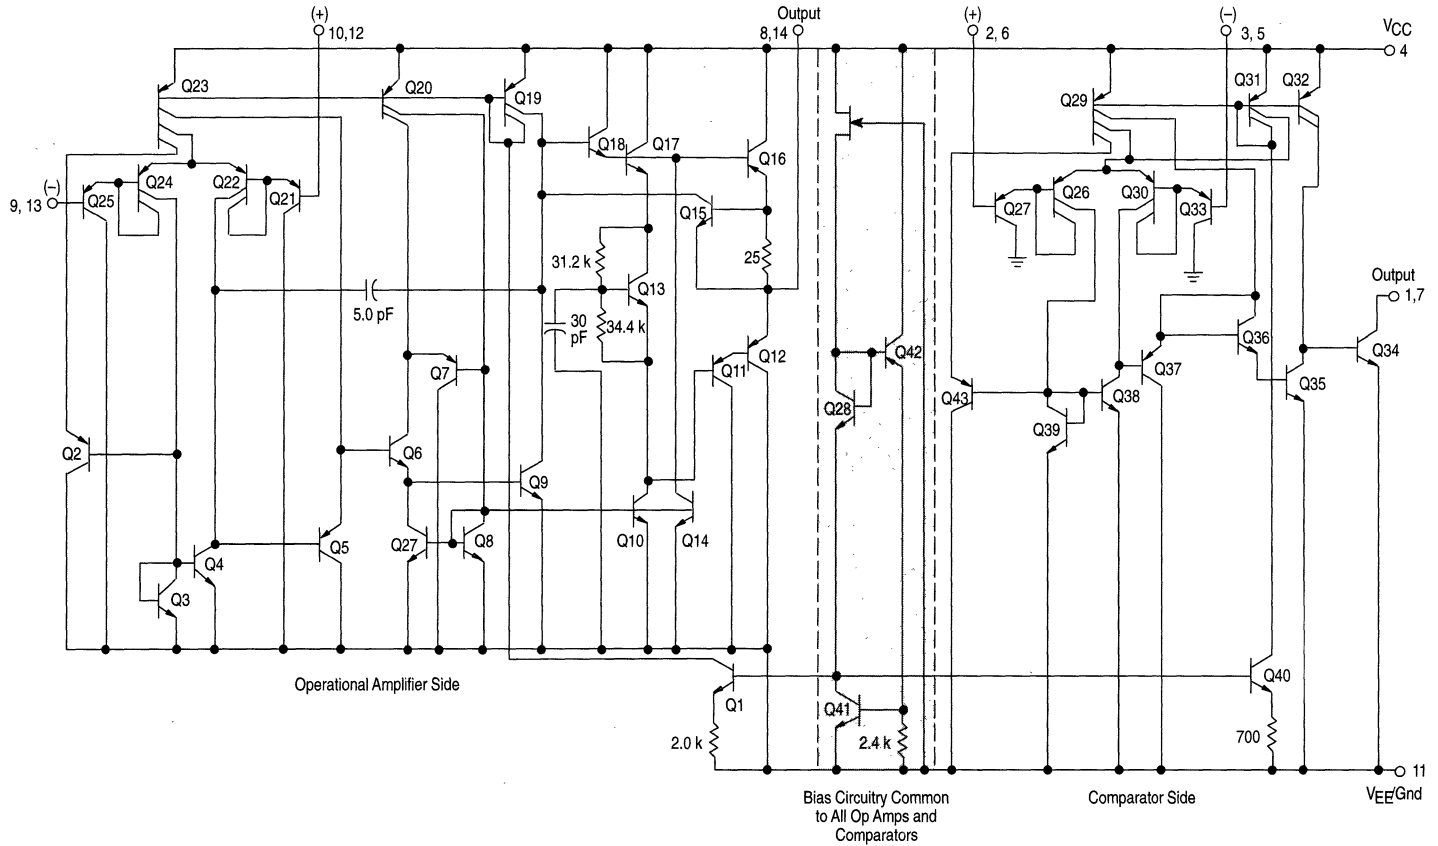 (+)
10,12
Output
8,14
(+)
2, 6
(−)
3, 5
VCC
4
Q23
Q20
Q19
Q18
Q17
Q16
Q29
Q31
Q32
(−)
9, 13
Q25
Q24
Q22
Q21
Q15
Q27
Q26
Q30
Q33
31.2 k
25
Q13
5.0 pF
30
pF
34.4 k
Output
1,7
Q7
Q11
Q12
Q42
Q36
Q34
Q37
Q35
Q28
Q43
Q38
Q39
Q2
Q6
Q9
Q5
Q27
Q8
Q10
Q14
Q4
Q3
Operational Amplifier Side
Q1
Q41
Q40
2.0 k
2.4 k
700
11
VEE/Gnd
Bias Circuitry Common
to All Op Amps and
Comparators
Comparator Side